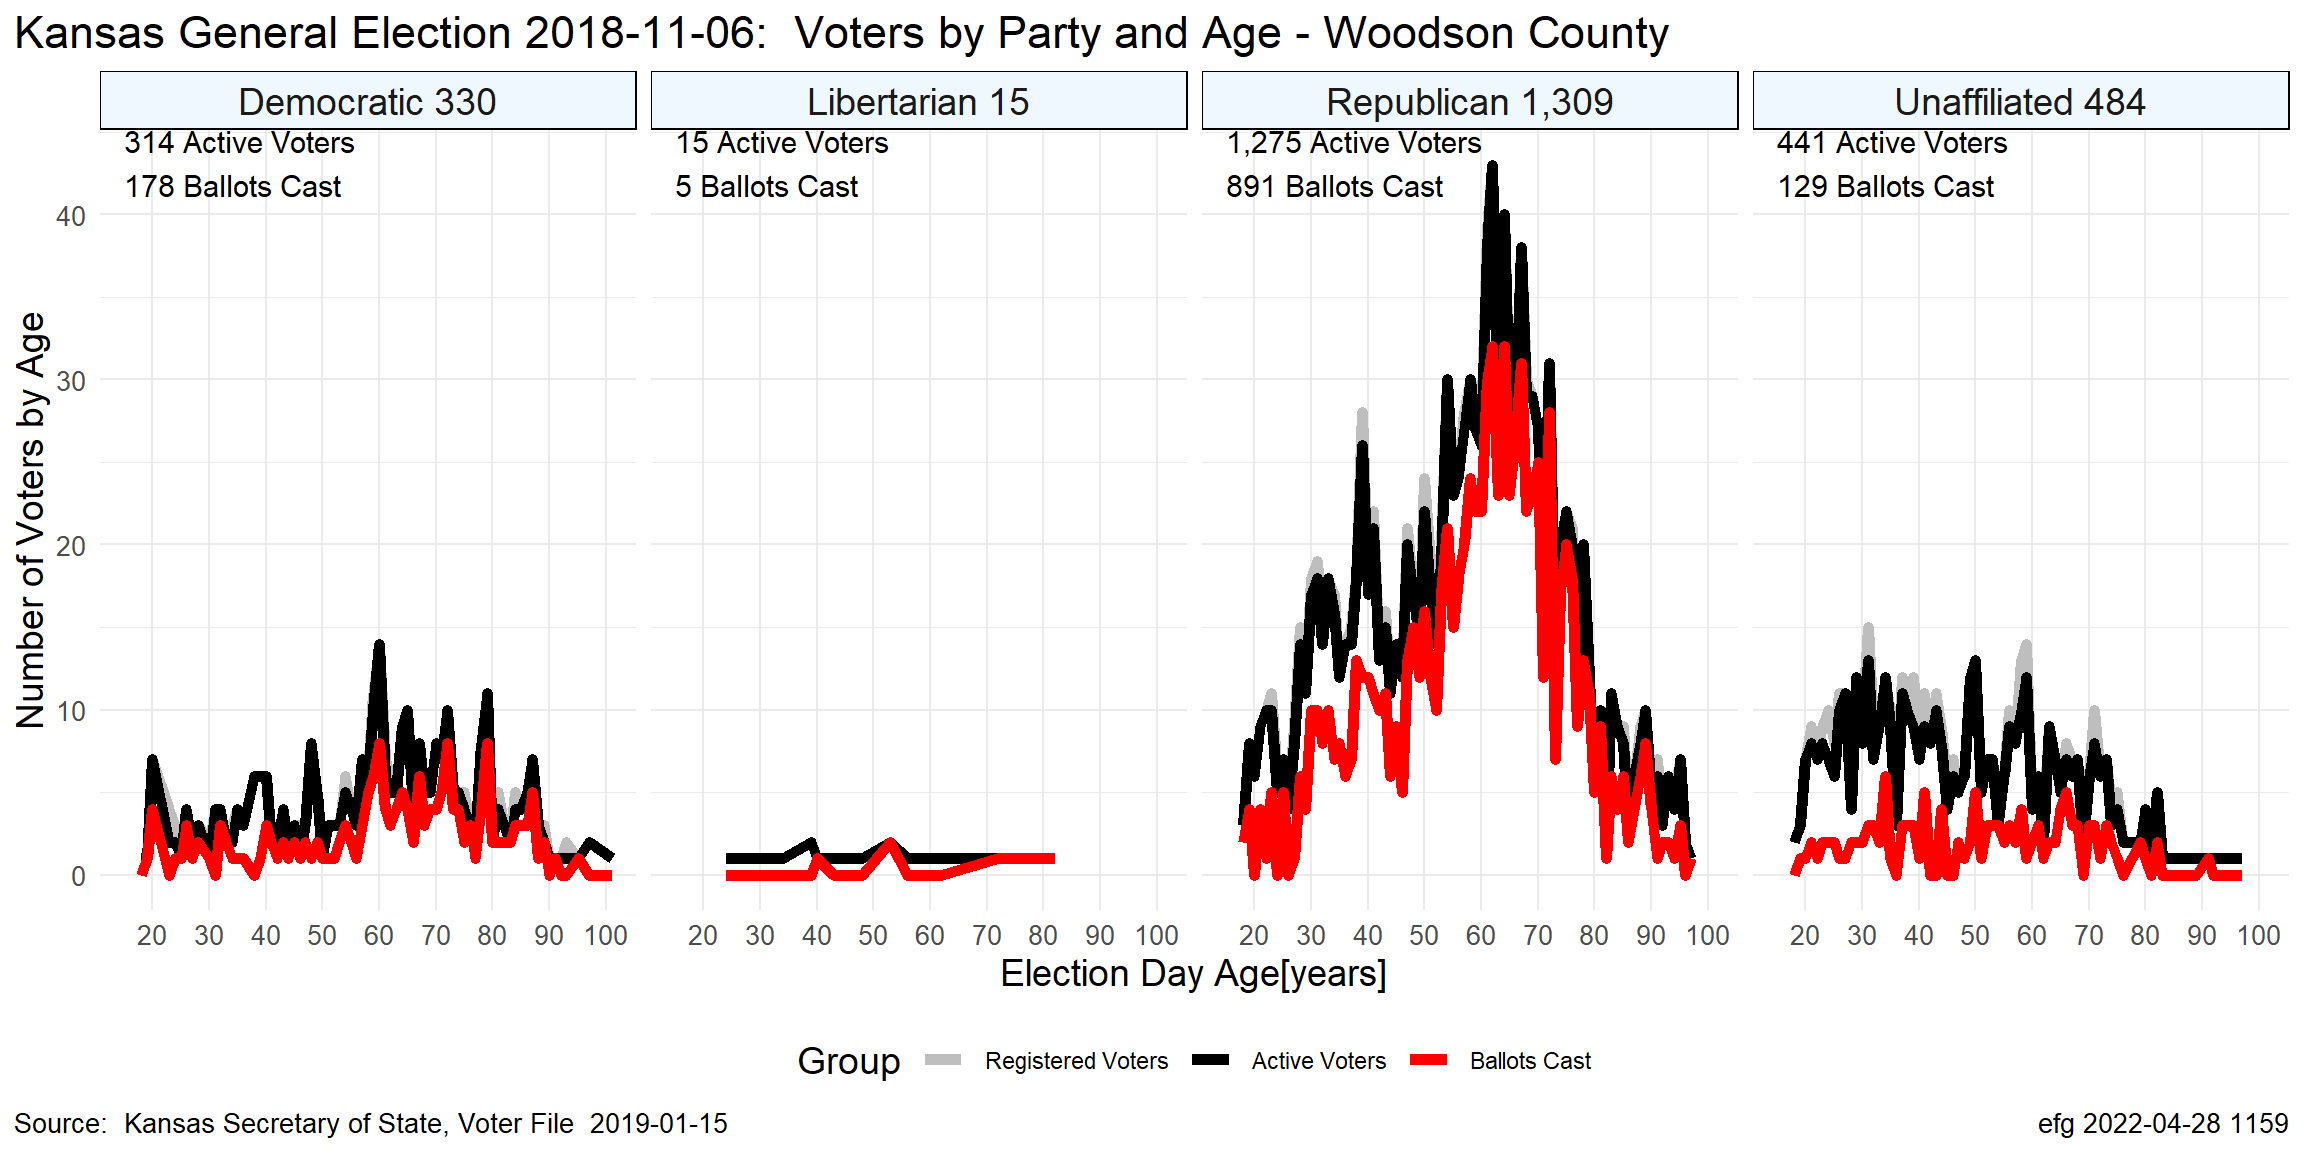 Kansas General Election 2018-11-06:  Voters by Party and Age - Woodson County
Democratic 330
Libertarian 15
Republican 1,309
Unaffiliated 484
314 Active Voters
178 Ballots Cast
15 Active Voters
5 Ballots Cast
1,275 Active Voters
891 Ballots Cast
441 Active Voters
129 Ballots Cast
Number of Voters by Age
40
30
20
10
0
20 30 40 50 60 70 80 90 100
20 30 40 50 60 70 80 90 100
20 30 40 50 60 70 80 90 100
20 30 40 50 60 70 80 90 100
Election Day Age[years]
Group Registered Voters Active Voters Ballots Cast
Source:  Kansas Secretary of State, Voter File  2019-01-15
efg 2022-04-28 1159